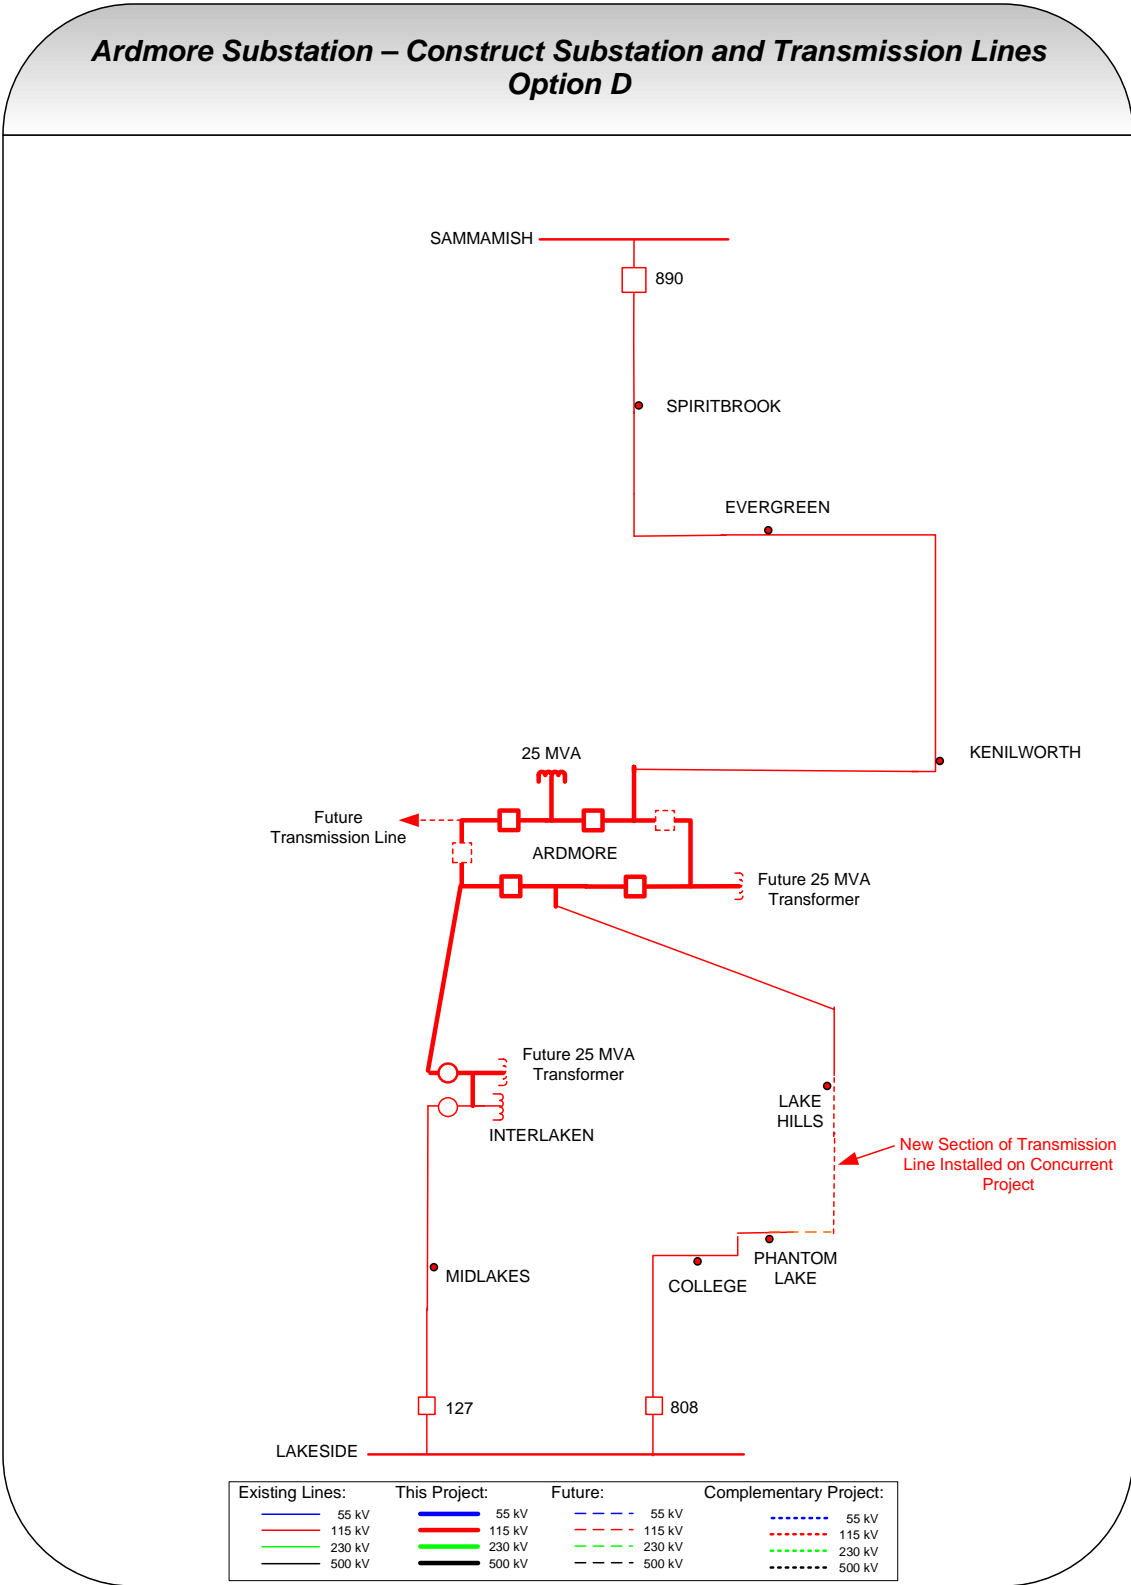 Ardmore Substation – Construct Substation and Transmission Lines
Option D
SAMMAMISH
890
SPIRITBROOK
EVERGREEN
KENILWORTH
25 MVA
Future
Transmission Line
ARDMORE
Future 25 MVA
Transformer
Future 25 MVA
Transformer
INTERLAKEN
LAKE
HILLS
New Section of Transmission
Line Installed on Concurrent
Project
MIDLAKES
PHANTOM
LAKE
COLLEGE
127
808
LAKESIDE
Existing Lines:
55 kV
115 kV
230 kV
500 kV
This Project:
55 kV
115 kV
230 kV
500 kV
Future:
55 kV
115 kV
230 kV
500 kV
Complementary Project:
55 kV
115 kV
230 kV
500 kV